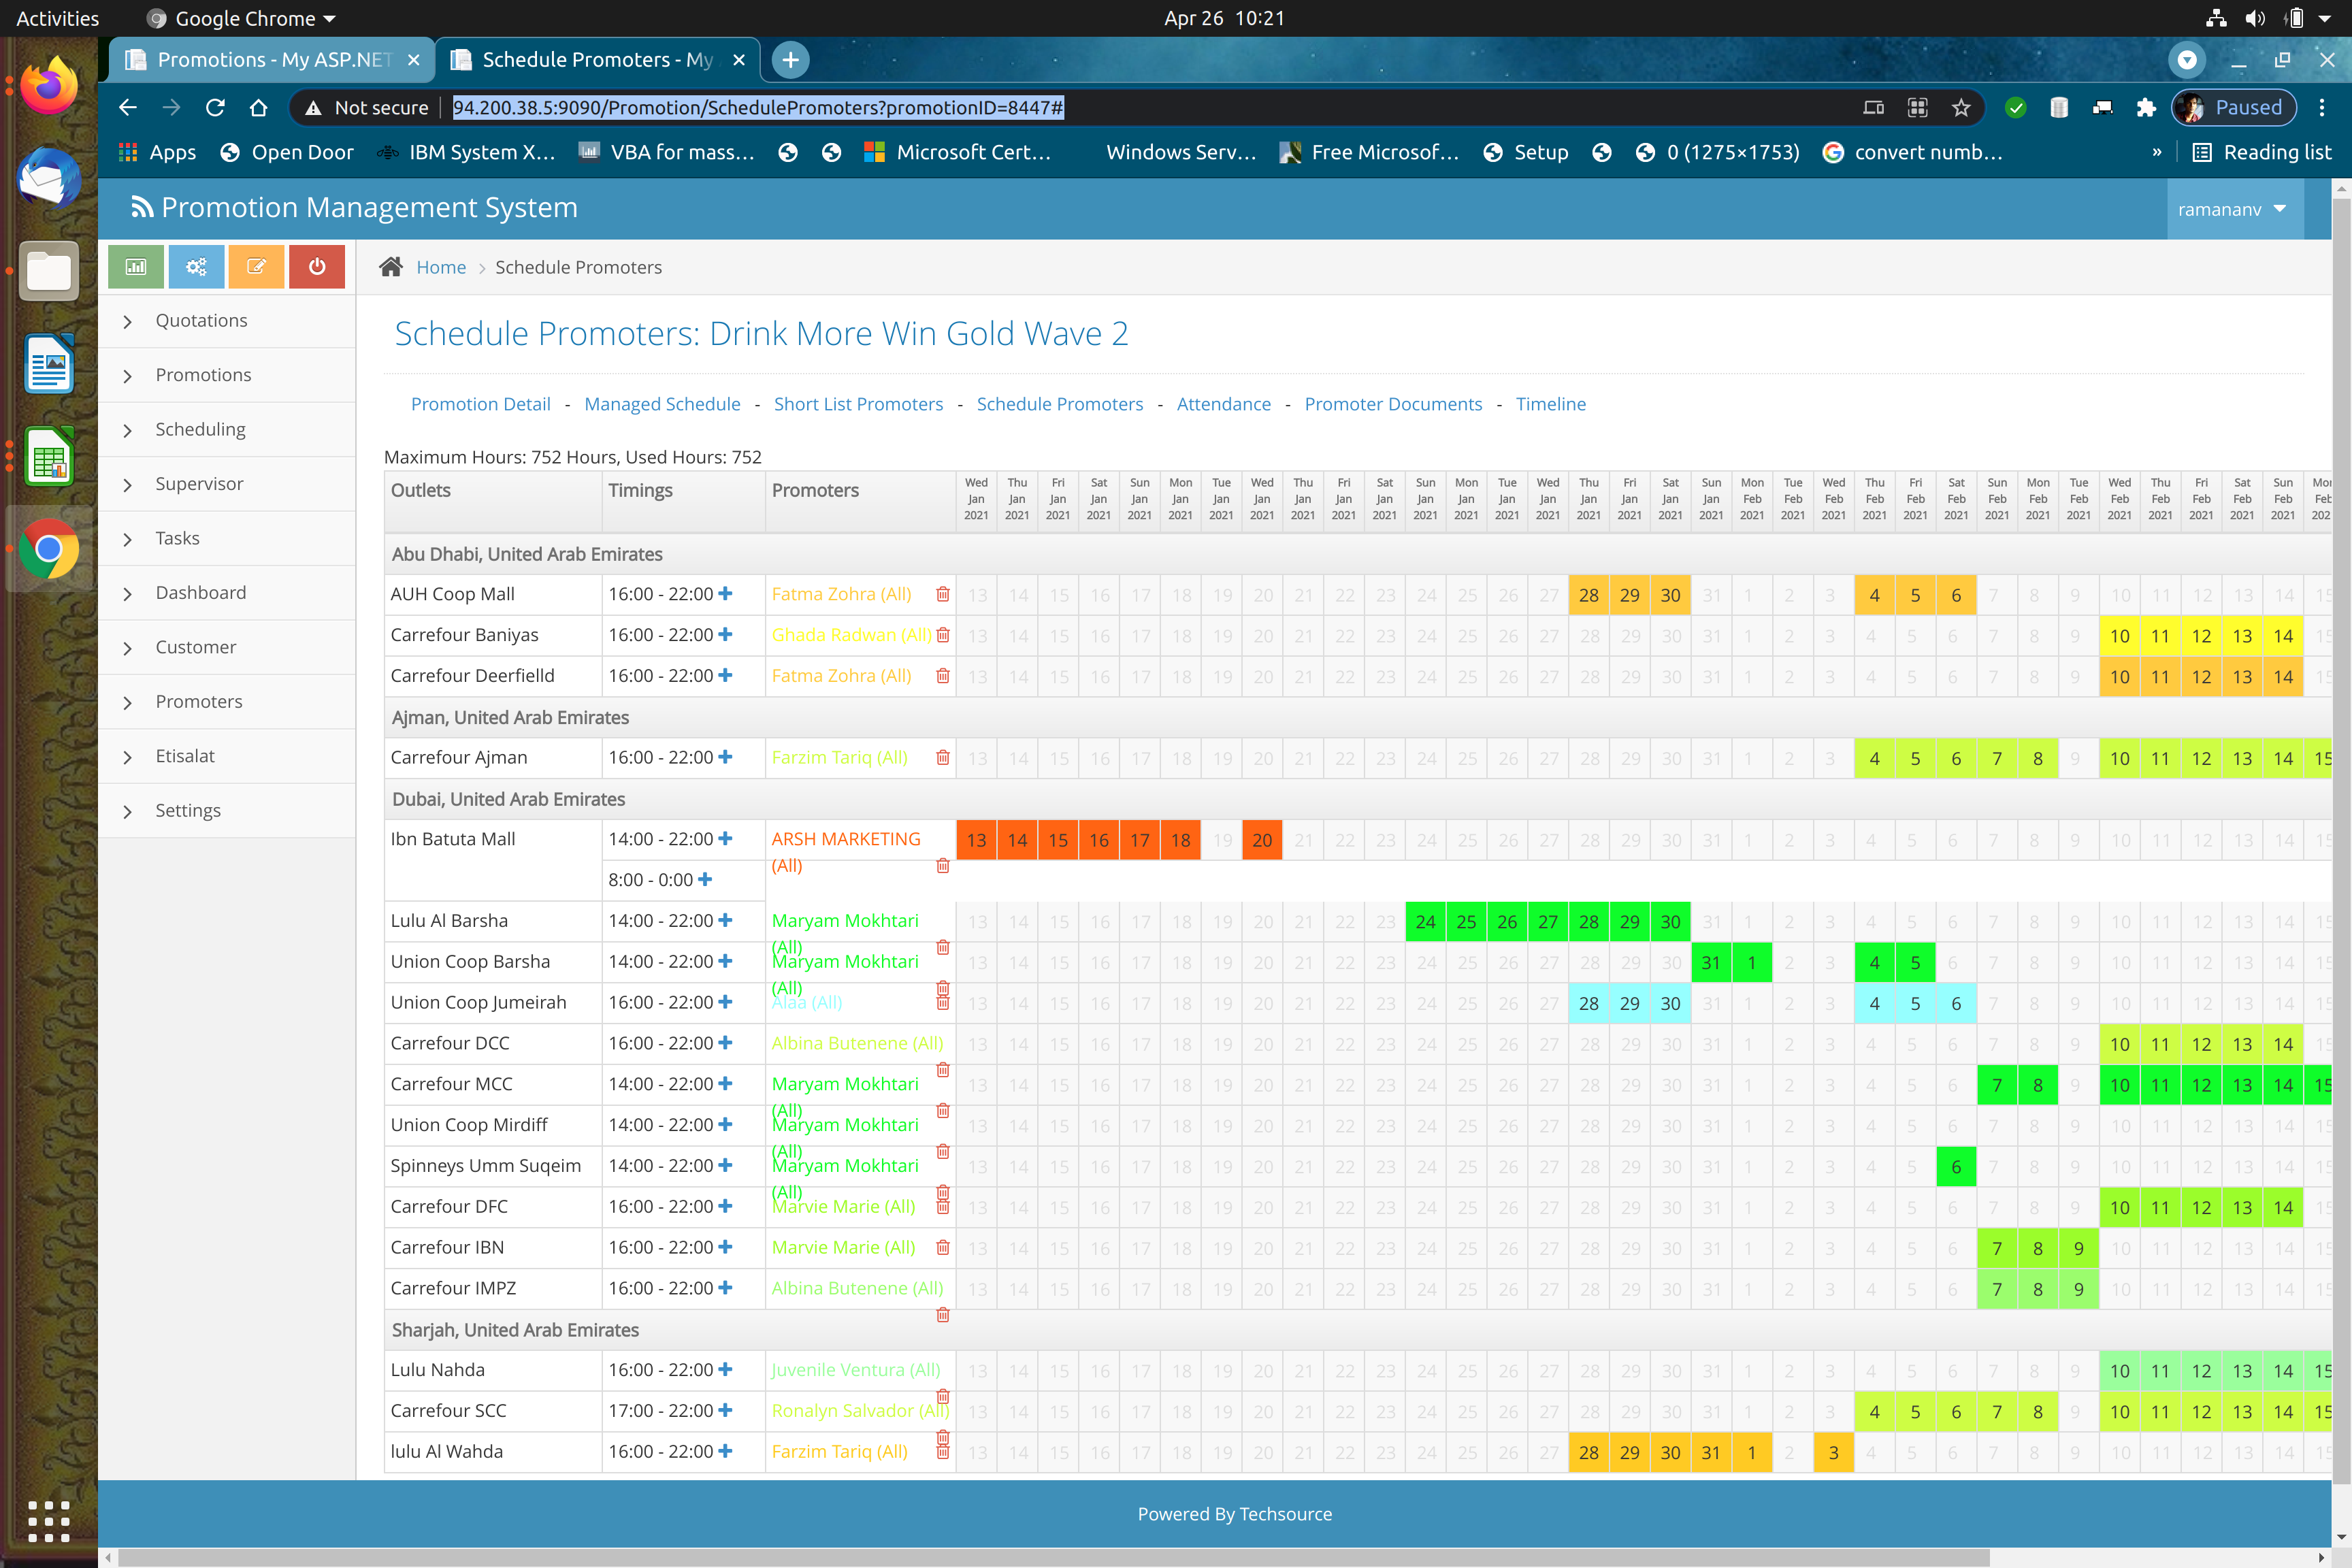 Activities Google Chrome Apr 26 10:21
Promotions - My ASP.NET Schedule Promoters - My
Not secure 94.200.38.5:9090/Promotion/SchedulePromoters?promotionID=8447# Paused
Apps Open Door IBM System X... VBA for mass... Microsoft Cert... Windows Serv... Free Microsof... Setup 0 (1275×1753) convert numb... » Reading list
Promotion Management System ramananv
Home > Schedule Promoters
Quotations
Promotions
Scheduling
Supervisor
Tasks
Dashboard
Customer
Promoters
Etisalat
Settings
Schedule Promoters: Drink More Win Gold Wave 2
Promotion Detail - Managed Schedule - Short List Promoters - Schedule Promoters - Attendance - Promoter Documents - Timeline
Maximum Hours: 752 Hours, Used Hours: 752
Outlets Timings Promoters
Wed Thu Fri Sat Sun Mon Tue Wed Thu Fri Sat Sun Mon Tue Wed Thu Fri Sat Sun Mon Tue Wed Thu Fri Sat Sun Mon Tue Wed Thu Fri Sat Sun Mon
Jan Jan Jan Jan Jan Jan Jan Jan Jan Jan Jan Jan Jan Jan Jan Jan Jan Jan Jan Feb Feb Feb Feb Feb Feb Feb Feb Feb Feb Feb Feb Feb Feb Feb
2021 2021 2021 2021 2021 2021 2021 2021 2021 2021 2021 2021 2021 2021 2021 2021 2021 2021 2021 2021 2021 2021 2021 2021 2021 2021 2021 2021 2021 2021 2021 2021 2021 202
Abu Dhabi, United Arab Emirates
AUH Coop Mall 16:00 - 22:00 Fatma Zohra (All) 13 14 15 16 17 18 19 20 21 22 23 24 25 26 27 28 29 30 31 1 2 3 4 5 6 7 8 9 10 11 12 13 14 15
Carrefour Baniyas 16:00 - 22:00 Ghada Radwan (All) 13 14 15 16 17 18 19 20 21 22 23 24 25 26 27 28 29 30 31 1 2 3 4 5 6 7 8 9 10 11 12 13 14 15
Carrefour Deerfielld 16:00 - 22:00 Fatma Zohra (All) 13 14 15 16 17 18 19 20 21 22 23 24 25 26 27 28 29 30 31 1 2 3 4 5 6 7 8 9 10 11 12 13 14 15
Ajman, United Arab Emirates
Carrefour Ajman 16:00 - 22:00 Farzim Tariq (All) 13 14 15 16 17 18 19 20 21 22 23 24 25 26 27 28 29 30 31 1 2 3 4 5 6 7 8 9 10 11 12 13 14 15
Dubai, United Arab Emirates
Ibn Batuta Mall 14:00 - 22:00 ARSH MARKETING 13 14 15 16 17 18 19 20 21 22 23 24 25 26 27 28 29 30 31 1 2 3 4 5 6 7 8 9 10 11 12 13 14 15
(All)
8:00 - 0:00
Lulu Al Barsha 14:00 - 22:00 Maryam Mokhtari 13 14 15 16 17 18 19 20 21 22 23 24 25 26 27 28 29 30 31 1 2 3 4 5 6 7 8 9 10 11 12 13 14 15
(All)
Union Coop Barsha 14:00 - 22:00 Maryam Mokhtari 13 14 15 16 17 18 19 20 21 22 23 24 25 26 27 28 29 30 31 1 2 3 4 5 6 7 8 9 10 11 12 13 14 15
(All)
Union Coop Jumeirah 16:00 - 22:00 Alaa (All) 13 14 15 16 17 18 19 20 21 22 23 24 25 26 27 28 29 30 31 1 2 3 4 5 6 7 8 9 10 11 12 13 14 15
Carrefour DCC 16:00 - 22:00 Albina Butenene (All) 13 14 15 16 17 18 19 20 21 22 23 24 25 26 27 28 29 30 31 1 2 3 4 5 6 7 8 9 10 11 12 13 14 15
Carrefour MCC 14:00 - 22:00 Maryam Mokhtari 13 14 15 16 17 18 19 20 21 22 23 24 25 26 27 28 29 30 31 1 2 3 4 5 6 7 8 9 10 11 12 13 14 15
(All)
Union Coop Mirdiff 14:00 - 22:00 Maryam Mokhtari 13 14 15 16 17 18 19 20 21 22 23 24 25 26 27 28 29 30 31 1 2 3 4 5 6 7 8 9 10 11 12 13 14 15
(All)
Spinneys Umm Suqeim 14:00 - 22:00 Maryam Mokhtari 13 14 15 16 17 18 19 20 21 22 23 24 25 26 27 28 29 30 31 1 2 3 4 5 6 7 8 9 10 11 12 13 14 15
(All)
Carrefour DFC 16:00 - 22:00 Marvie Marie (All) 13 14 15 16 17 18 19 20 21 22 23 24 25 26 27 28 29 30 31 1 2 3 4 5 6 7 8 9 10 11 12 13 14 15
Carrefour IBN 16:00 - 22:00 Marvie Marie (All) 13 14 15 16 17 18 19 20 21 22 23 24 25 26 27 28 29 30 31 1 2 3 4 5 6 7 8 9 10 11 12 13 14 15
Carrefour IMPZ 16:00 - 22:00 Albina Butenene (All) 13 14 15 16 17 18 19 20 21 22 23 24 25 26 27 28 29 30 31 1 2 3 4 5 6 7 8 9 10 11 12 13 14 15
Sharjah, United Arab Emirates
Lulu Nahda 16:00 - 22:00 Juvenile Ventura (All) 13 14 15 16 17 18 19 20 21 22 23 24 25 26 27 28 29 30 31 1 2 3 4 5 6 7 8 9 10 11 12 13 14 15
Carrefour SCC 17:00 - 22:00 Ronalyn Salvador (All) 13 14 15 16 17 18 19 20 21 22 23 24 25 26 27 28 29 30 31 1 2 3 4 5 6 7 8 9 10 11 12 13 14 15
lulu Al Wahda 16:00 - 22:00 Farzim Tariq (All) 13 14 15 16 17 18 19 20 21 22 23 24 25 26 27 28 29 30 31 1 2 3 4 5 6 7 8 9 10 11 12 13 14 15
Powered By Techsource